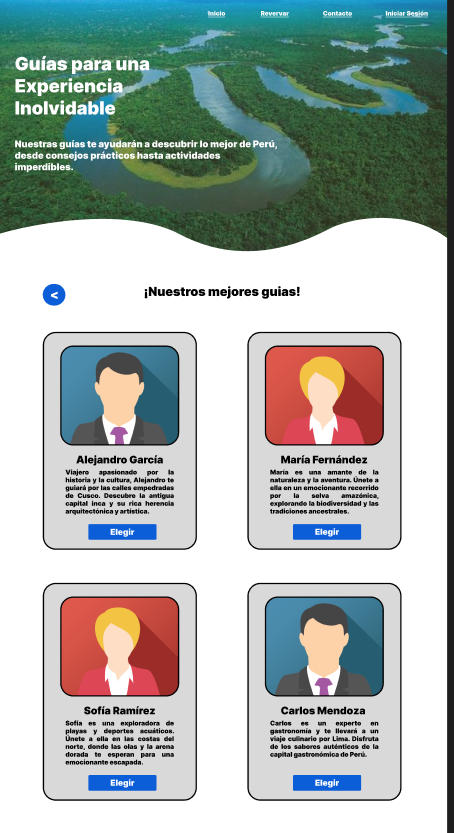 Inicio
Revervar
Contacto
Iniciar Sesión
Guías para una
Experiencia
Inolvidable
Nuestras guías te ayudarán a descubrir lo mejor de Perú,
desde consejos prácticos hasta actividades
imperdibles.
<
¡Nuestros mejores guias!
Alejandro García
Viajero apasionado por la
historia y la cultura, Alejandro te
guiará por las calles empedradas
de Cusco. Descubre la antigua
capital inca y su rica herencia
arquitectónica y artística.
Elegir
María Fernández
María es una amante de la
naturaleza y la aventura. Únete a
ella en un emocionante recorrido
por la selva amazónica,
explorando la biodiversidad y las
tradiciones ancestrales.
Elegir
Sofía Ramírez
Sofía es una exploradora de
playas y deportes acuáticos.
Únete a ella en las costas del
norte, donde las olas y la arena
dorada te esperan para una
emocionante escapada.
Elegir
Carlos Mendoza
Carlos es un experto en
gastronomía y te llevará a un
viaje culinario por Lima. Disfruta
de los sabores auténticos de la
capital gastronómica de Perú.
Elegir